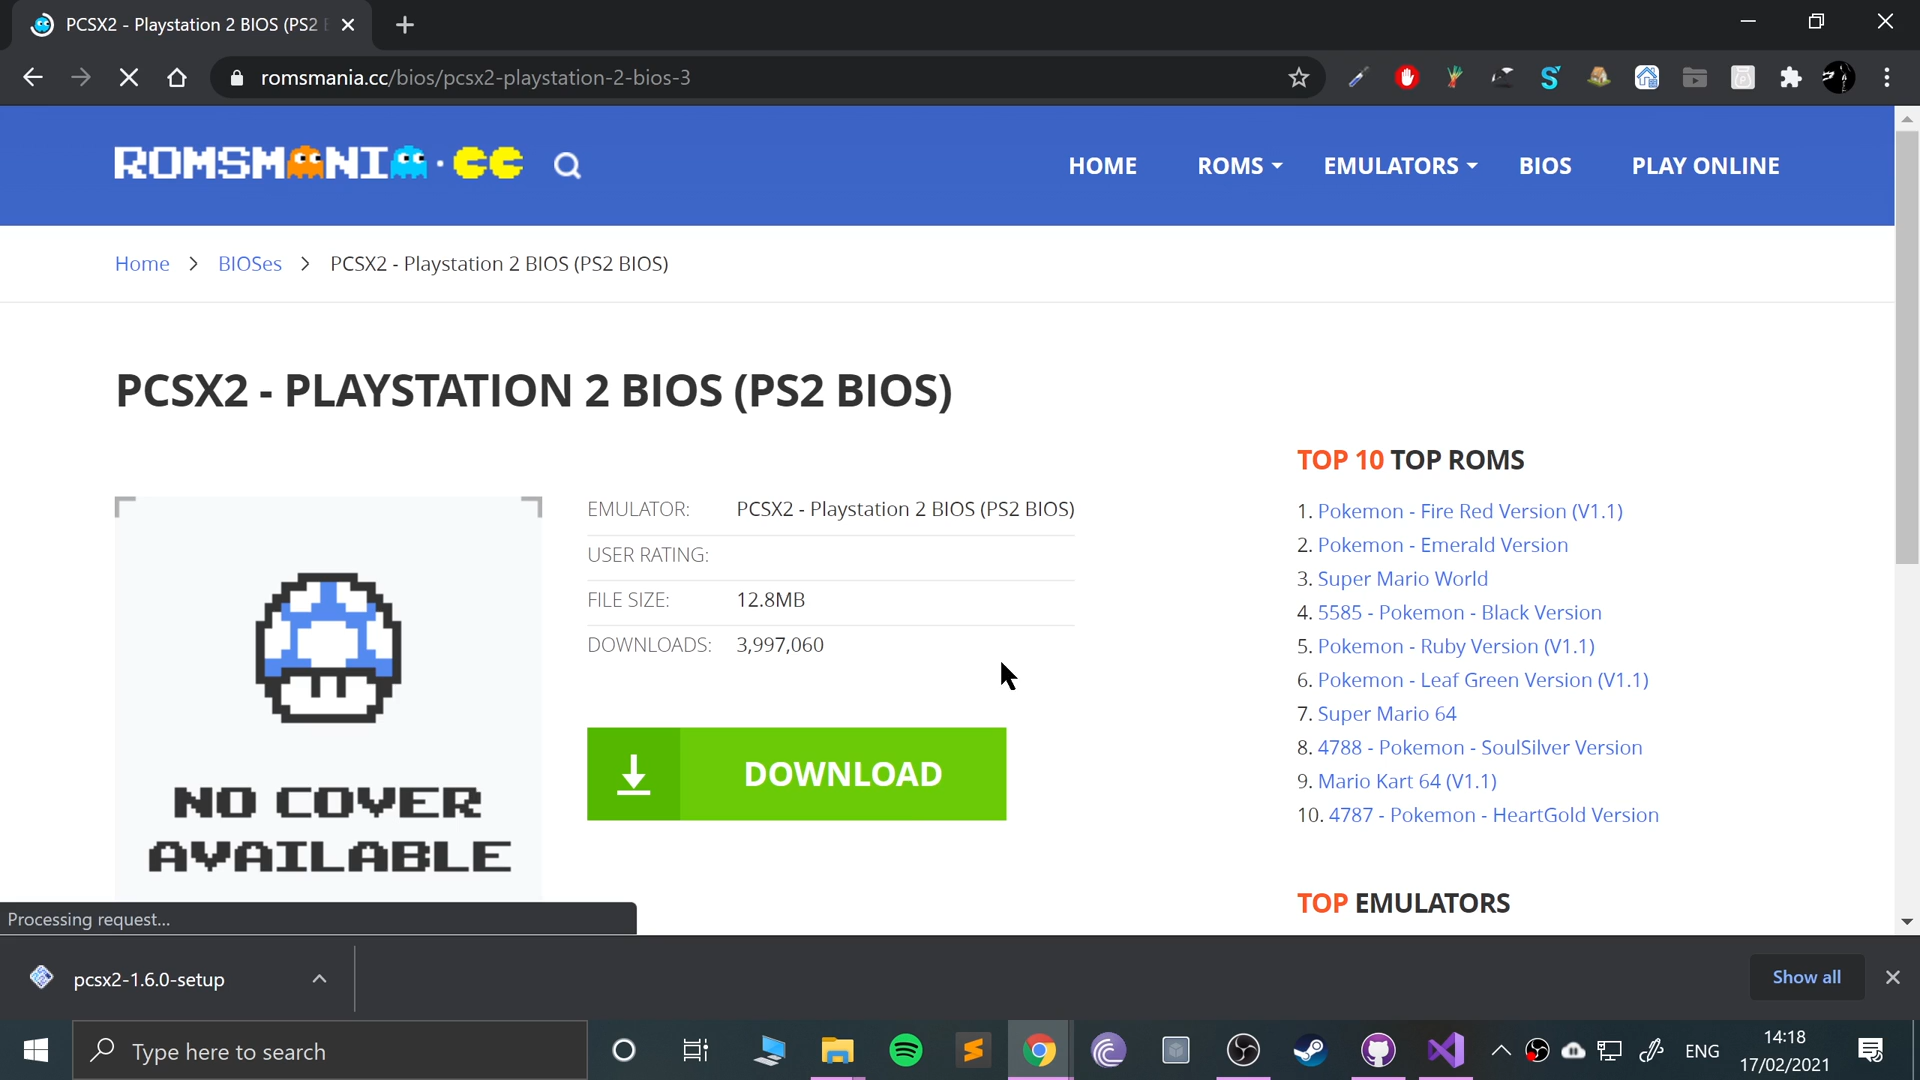 PCSX2 - Playstation 2 BIOS (PS2
romsmania.cc/bios/pcsx2-playstation-2-bios-3
ROMSMANIA.CC
HOME ROMS EMULATORS BIOS PLAY ONLINE
Home > BIOSes > PCSX2 - Playstation 2 BIOS (PS2 BIOS)
PCSX2 - PLAYSTATION 2 BIOS (PS2 BIOS)
NO COVER
AVAILABLE
EMULATOR: PCSX2 - Playstation 2 BIOS (PS2 BIOS)
USER RATING:
FILE SIZE: 12.8MB
DOWNLOADS: 3,997,060
DOWNLOAD
TOP 10 TOP ROMS
1. Pokemon - Fire Red Version (V1.1)
2. Pokemon - Emerald Version
3. Super Mario World
4. 5585 - Pokemon - Black Version
5. Pokemon - Ruby Version (V1.1)
6. Pokemon - Leaf Green Version (V1.1)
7. Super Mario 64
8. 4788 - Pokemon - SoulSilver Version
9. Mario Kart 64 (V1.1)
10. 4787 - Pokemon - HeartGold Version
TOP EMULATORS
Processing request...
pcsx2-1.6.0-setup
Show all
Type here to search
ENG
14:18
17/02/2021